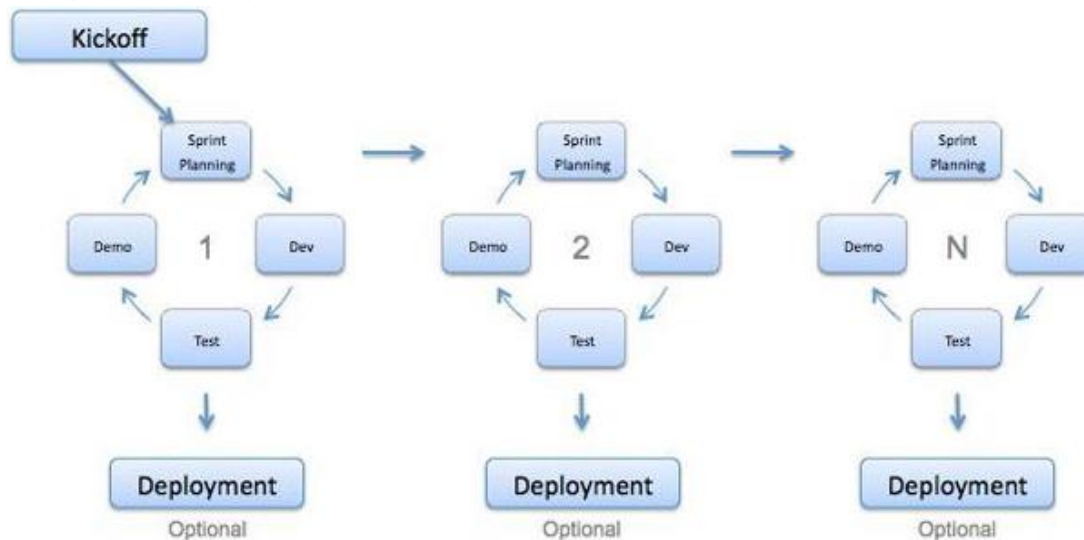 Kickoff
Sprint
Planning
Sprint
Planning
Sprint
Planning
Demo
1
Dev
Demo
2
Dev
Demo
N
Dev
Test
Test
Test
Deployment
Deployment
Deployment
Optional
Optional
Optional